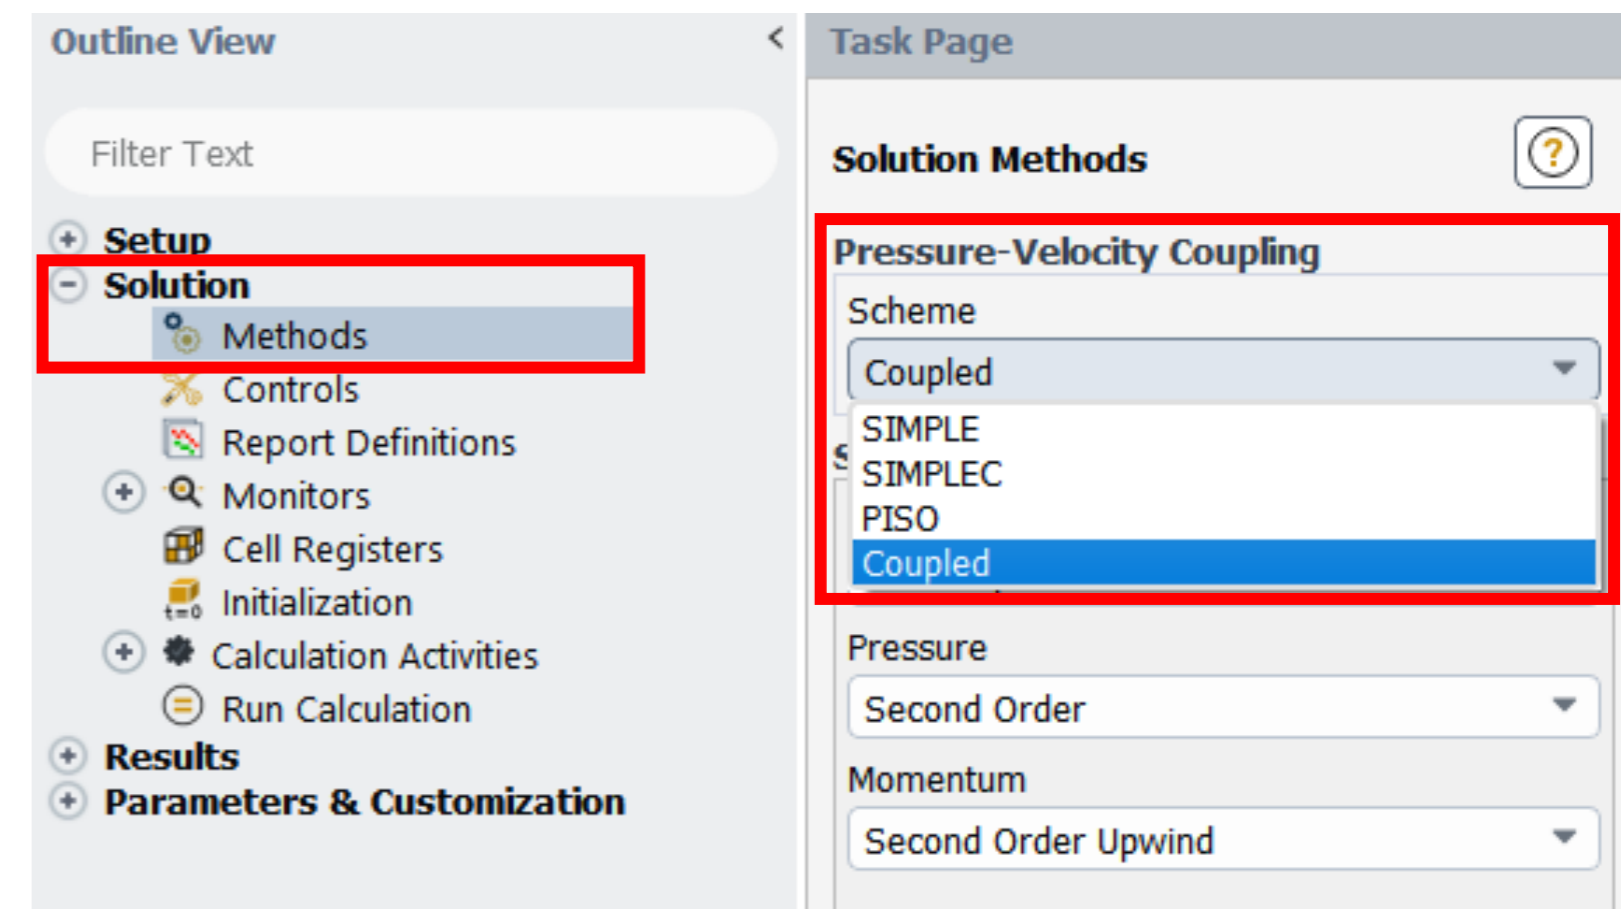 Outline View
<
Filter Text
Setup
Solution
Methods
Controls
Report Definitions
Monitors
Cell Registers
t=0
Initialization
Calculation Activities
Run Calculation
Results
Parameters & Customization
Task Page
Solution Methods
?
Pressure-Velocity Coupling
Scheme
Coupled
SIMPLE
SIMPLEC
PISO
Coupled
Pressure
Second Order
Momentum
Second Order Upwind